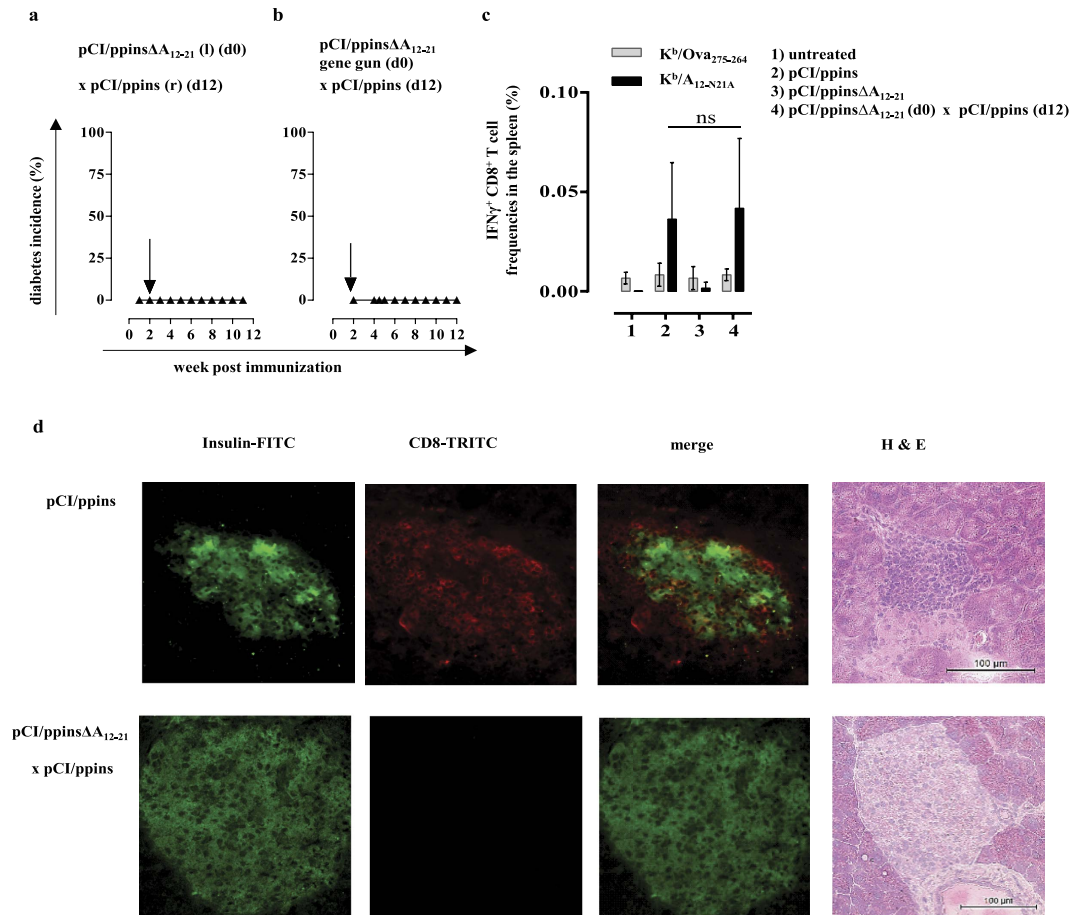 a
pCI/ppinsΔA₁₂₋₂₁ (l) (d0)
x pCI/ppins (r) (d12)
diabetes incidence (%)
100
75
50
25
0
0 2 4 6 8 10 12
b
pCI/ppinsΔA₁₂₋₂₁
gene gun (d0)
x pCI/ppins (d12)
100
75
50
25
0
0 2 4 6 8 10 12
week post immunization
c
Kᵇ/Ova₂₇₅₋₂₆₄
Kᵇ/A₁₂₋N21A
1) untreated
2) pCI/ppins
3) pCI/ppinsΔA₁₂₋₂₁
4) pCI/ppinsΔA₁₂₋₂₁ (d0) x pCI/ppins (d12)
IFNγ⁺ CD8⁺ T cell
frequencies in the spleen (%)
0.10
0.05
0.00
ns
1 2 3 4
d
Insulin-FITC CD8-TRITC merge H & E
pCI/ppins
100 µm
pCI/ppinsΔA₁₂₋₂₁
x pCI/ppins
100 µm